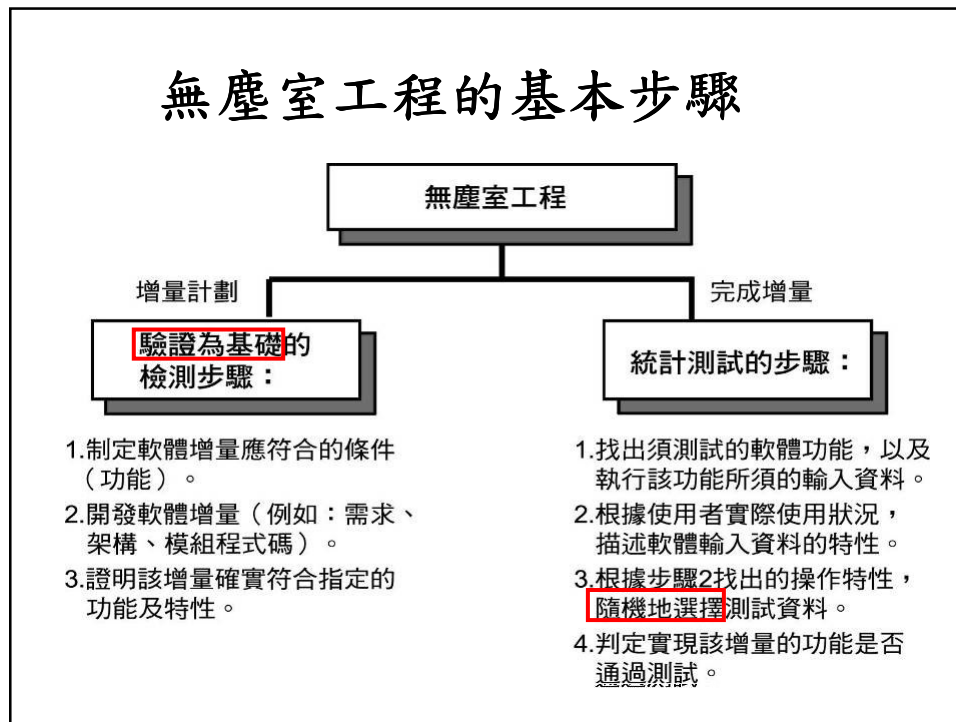 無塵室工程的基本步驟
無塵室工程
增量計劃
驗證為基礎的
檢測步驟：
1.制定軟體增量應符合的條件
（功能）。
2.開發軟體增量（例如：需求、
架構、模組程式碼）。
3.證明該增量確實符合指定的
功能及特性。
完成增量
統計測試的步驟：
1.找出須測試的軟體功能，以及
執行該功能所須的輸入資料。
2.根據使用者實際使用狀況，
描述軟體輸入資料的特性。
3.根據步驟2找出的操作特性，
隨機地選擇測試資料。
4.判定實現該增量的功能是否
通過測試。